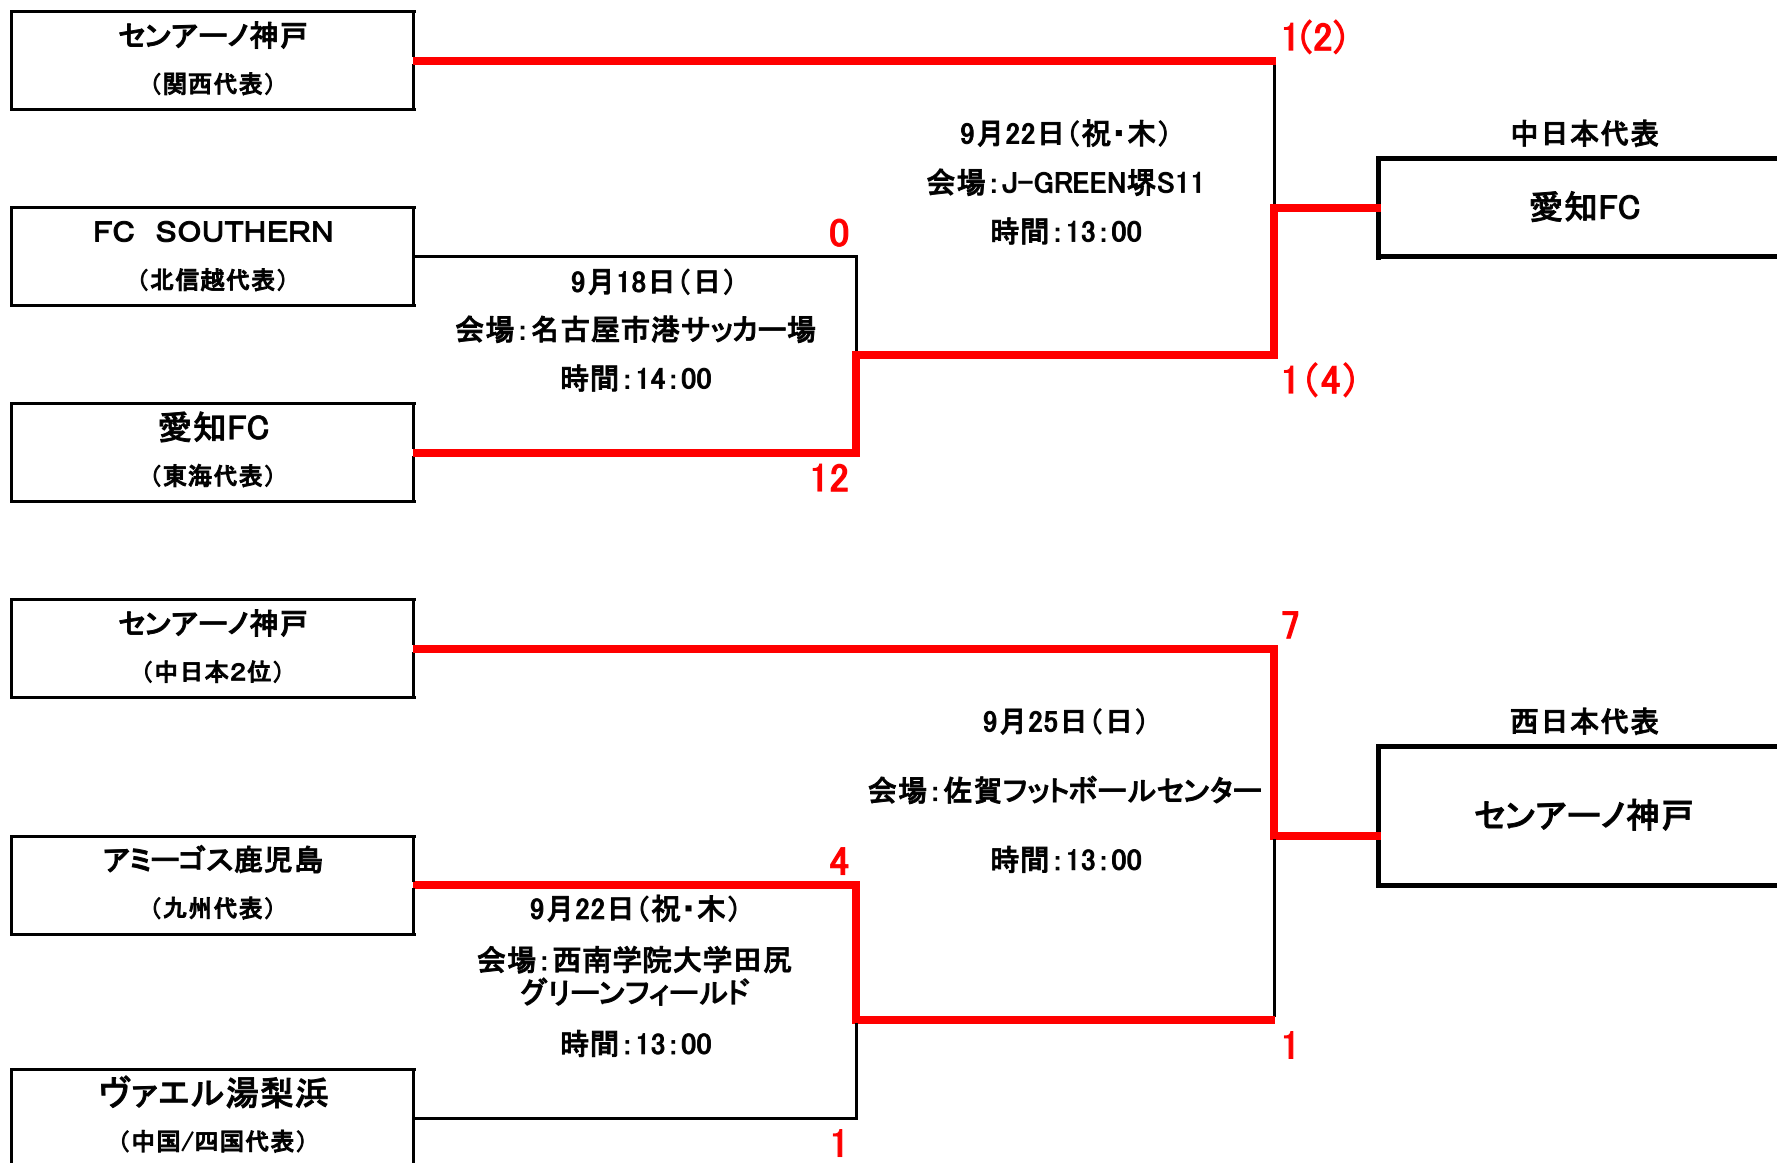 センアーノ神戸
（関西代表）
1(2)
9月22日（祝・木）
会場：J-GREEN堺S11
時間：13：00
中日本代表
愛知FC
FC　SOUTHERN
（北信越代表）
0
9月18日（日）
会場：名古屋市港サッカー場
時間：14：00
愛知FC
（東海代表）
12
1(4)
センアーノ神戸
（中日本2位）
7
9月25日（日）
会場：佐賀フットボールセンター
時間：13：00
西日本代表
センアーノ神戸
アミーゴス鹿児島
（九州代表）
4
9月22日（祝・木）
会場：西南学院大学田尻
グリーンフィールド
時間：13：00
1
ヴァエル湯梨浜
（中国/四国代表）
1